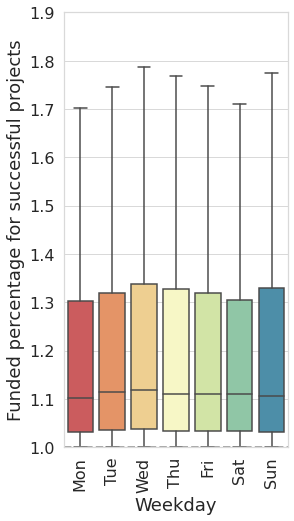 Funded percentage for successful projects
1.9
1.8
1.7
1.6
1.5
1.4
1.3
1.2
1.1
1.0
Mon
Tue
Wed
Thu
Fri
Sat
Sun
Weekday